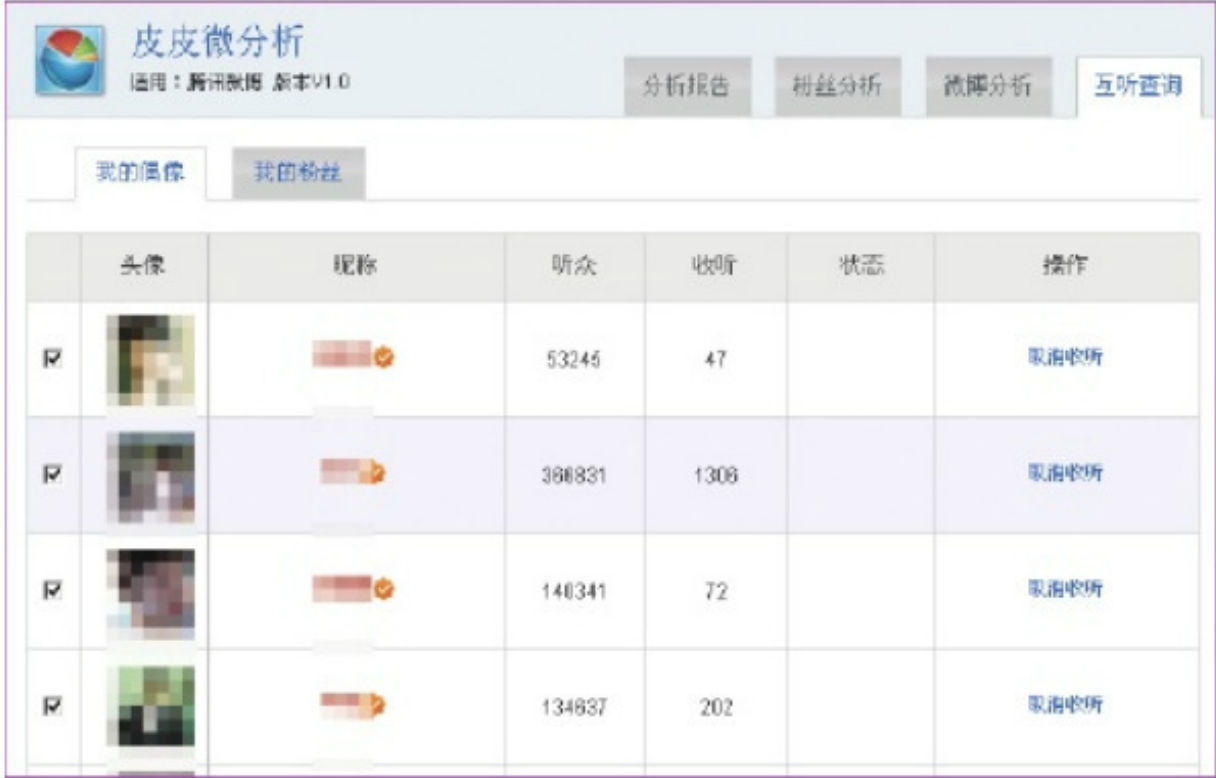 皮皮微分析
适用：腾讯微博 版本V1.0
分析报告 粉丝分析 微博分析 互听查询
我的偶像 我的粉丝
头像 昵称 听众 收听 状态 操作
53245 47 取消收听
1306 取消收听
72 取消收听
202 取消收听